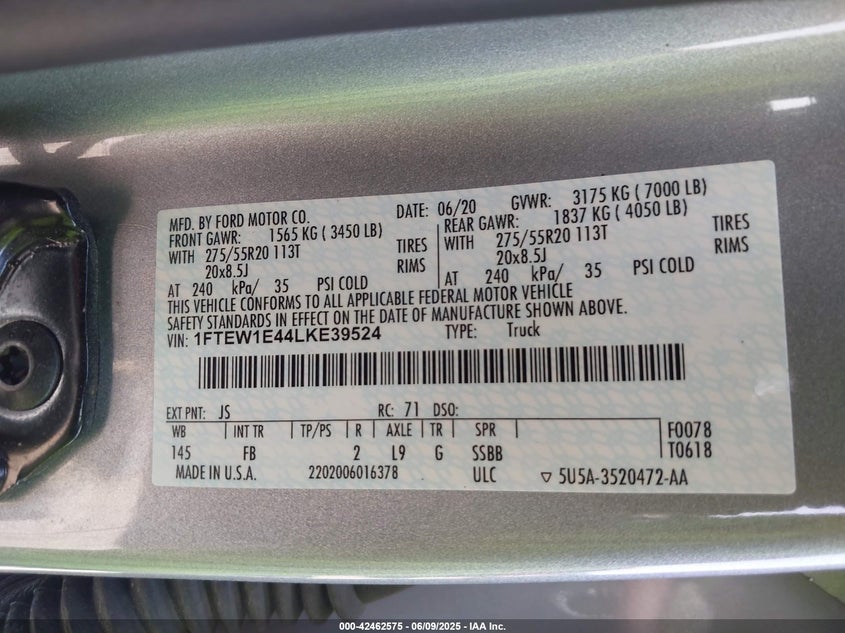 MFD. BY FORD MOTOR CO. DATE: 06/20 GVWR: 3175 KG ( 7000 LB)
FRONT GAWR: 1565 KG ( 3450 LB) REAR GAWR: 1837 KG ( 4050 LB)
WITH 275/55R20 113T TIRES WITH 275/55R20 113T TIRES
20x8.5J RIMS 20x8.5J RIMS
AT 240 kPa/ 35 PSI COLD AT 240 kPa/ 35 PSI COLD
THIS VEHICLE CONFORMS TO ALL APPLICABLE FEDERAL MOTOR VEHICLE
SAFETY STANDARDS IN EFFECT ON THE DATE OF MANUFACTURE SHOWN ABOVE.
VIN: 1FTEW1E44LKE39524 TYPE: Truck
EXT PNT: JS RC: 71 DSO:
WB INT TR TP/PS R AXLE TR SPR F0078
145 FB 2 L9 G SSBB T0618
MADE IN U.S.A. 2202006016378 ULC ▽ 5U5A-3520472-AA
000-42462575 - 06/09/2025 - IAA Inc.